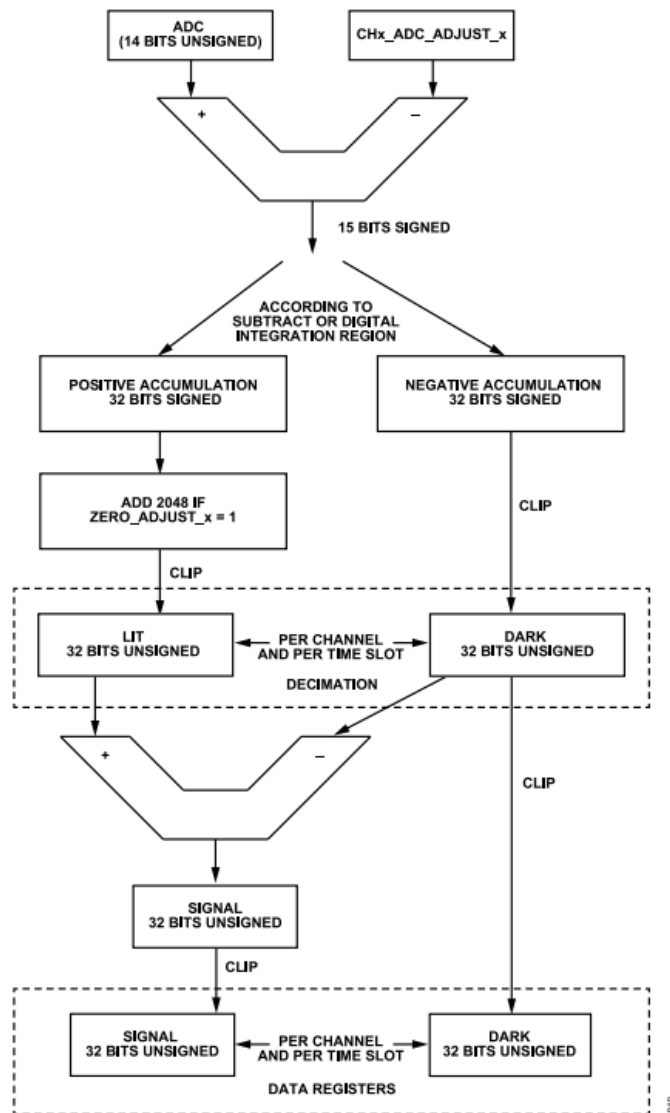 ADC
(14 BITS UNSIGNED)
CHx_ADC_ADJUST_x
+
–
15 BITS SIGNED
ACCORDING TO
SUBTRACT OR DIGITAL
INTEGRATION REGION
POSITIVE ACCUMULATION
32 BITS SIGNED
NEGATIVE ACCUMULATION
32 BITS SIGNED
ADD 2048 IF
ZERO_ADJUST_x = 1
CLIP
CLIP
LIT
32 BITS UNSIGNED
PER CHANNEL
AND PER TIME SLOT
DARK
32 BITS UNSIGNED
DECIMATION
+
–
CLIP
SIGNAL
32 BITS UNSIGNED
CLIP
SIGNAL
32 BITS UNSIGNED
PER CHANNEL
AND PER TIME SLOT
DARK
32 BITS UNSIGNED
DATA REGISTERS